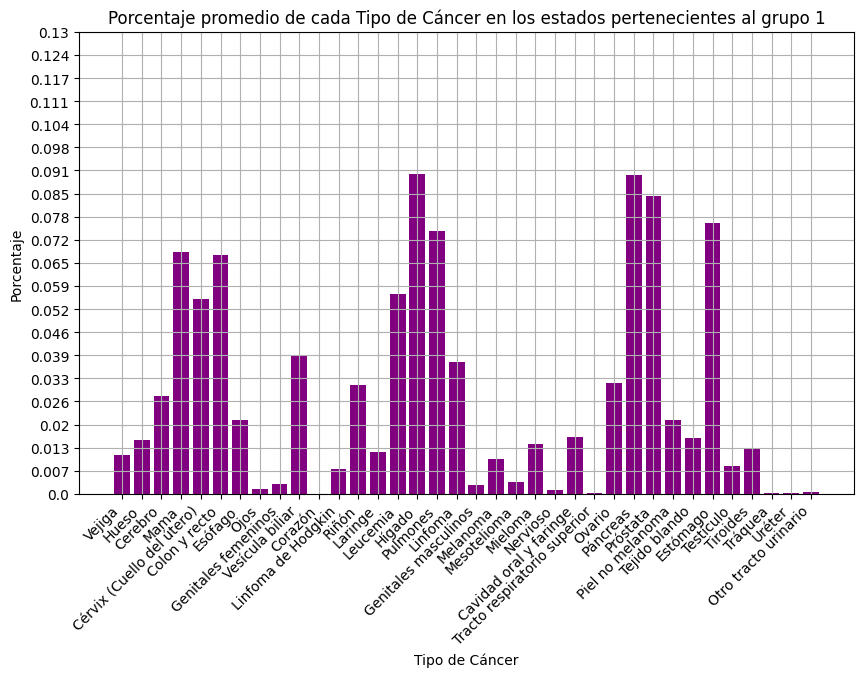 Porcentaje promedio de cada Tipo de Cáncer en los estados pertenecientes al grupo 1
0.13
0.124
0.117
0.111
0.104
0.098
0.091
0.085
0.078
0.072
0.065
0.059
0.052
0.046
0.039
0.033
0.026
0.02
0.013
0.007
0.0
Porcentaje
Vejiga
Hueso
Cerebro
Mama
Cérvix (Cuello del útero)
Colon y recto
Esófago
Ojos
Genitales femeninos
Vesícula biliar
Corazón
Linfoma de Hodgkin
Riñón
Laringe
Leucemia
Hígado
Pulmones
Linfoma
Genitales masculinos
Melanoma
Mesotelioma
Mieloma
Nervioso
Cavidad oral y faringe
Tracto respiratorio superior
Ovario
Páncreas
Próstata
Piel no melanoma
Tejido blando
Estómago
Testículo
Tiroides
Tráquea
Uréter
Otro tracto urinario
Tipo de Cáncer